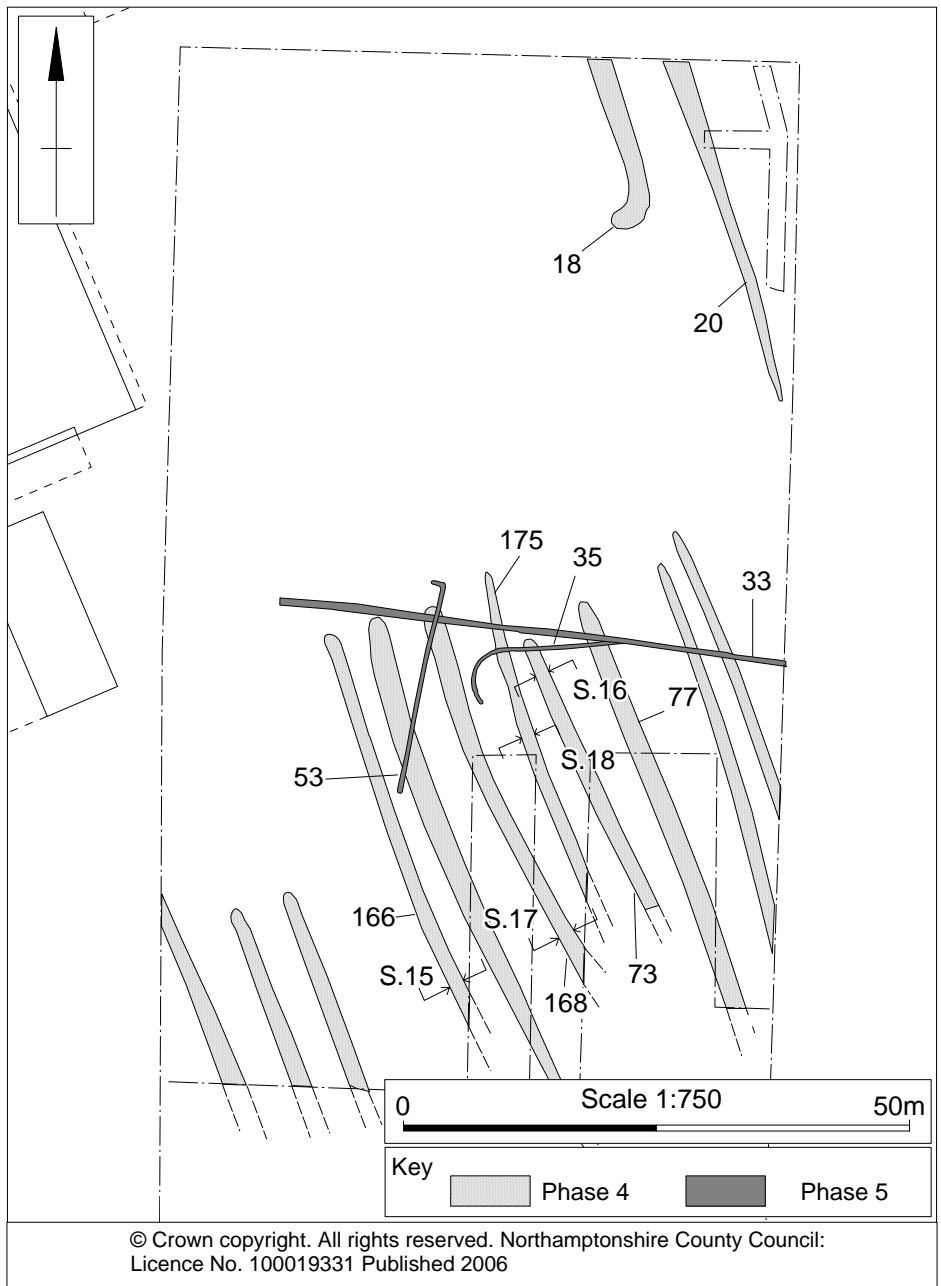 18
20
175
35
33
S.16
77
S.18
53
166
S.17
S.15
73
168
Scale 1:750
0 50m
Key
Phase 4 Phase 5
© Crown copyright. All rights reserved. Northamptonshire County Council:
Licence No. 100019331 Published 2006